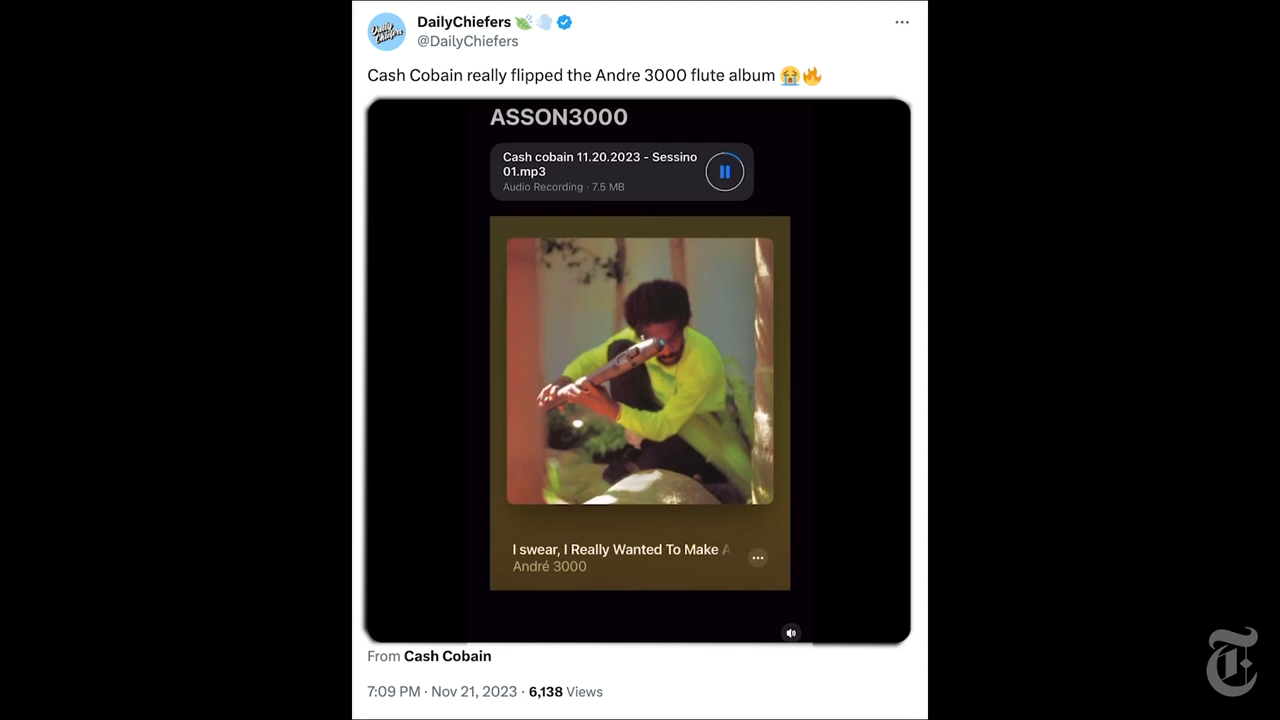 DailyChiefers
@DailyChiefers
Cash Cobain really flipped the Andre 3000 flute album
ASSON3000
Cash cobain 11.20.2023 - Sessino
01.mp3
Audio Recording · 7.5 MB
I swear, I Really Wanted To Make A
André 3000
From Cash Cobain
7:09 PM · Nov 21, 2023 · 6,138 Views